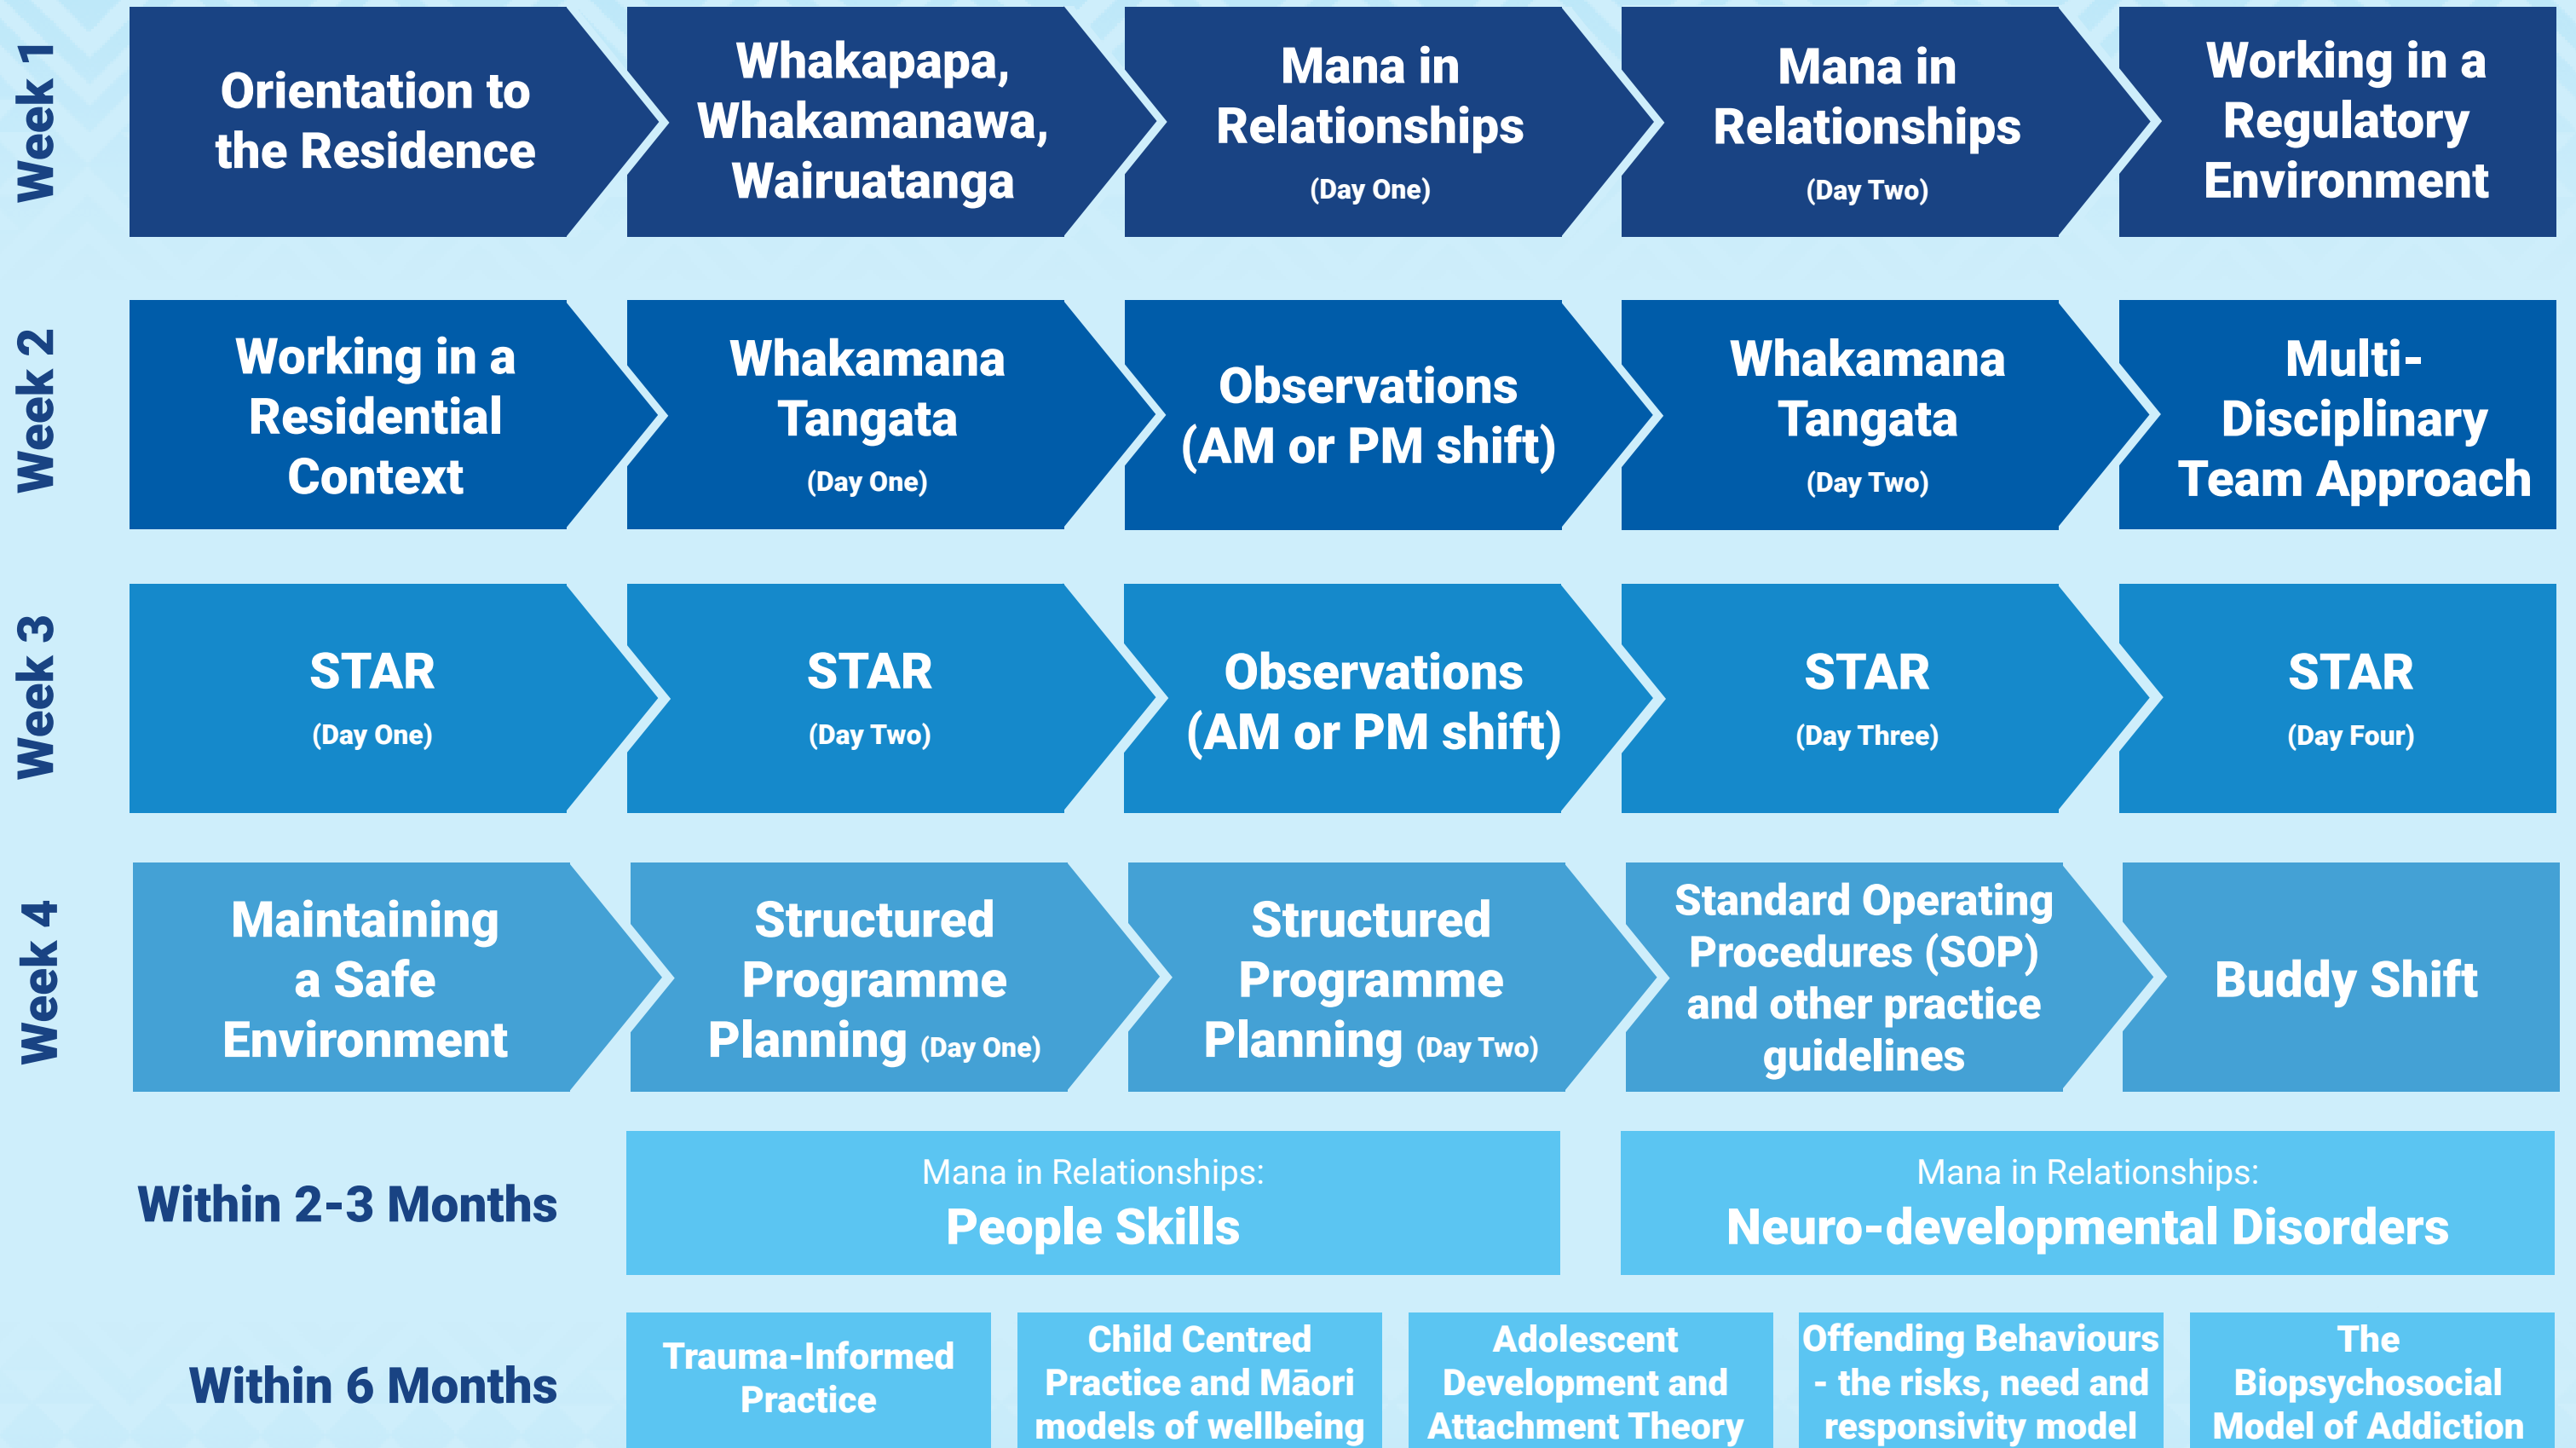 Week 1
Orientation to
the Residence
Whakapapa,
Whakamanawa,
Wairuatanga
Mana in
Relationships
(Day One)
Mana in
Relationships
(Day Two)
Working in a
Regulatory
Environment
Week 2
Working in a
Residential
Context
Whakamana
Tangata
(Day One)
Observations
(AM or PM shift)
Whakamana
Tangata
(Day Two)
Multi-
Disciplinary
Team Approach
Week 3
STAR
(Day One)
STAR
(Day Two)
Observations
(AM or PM shift)
STAR
(Day Three)
STAR
(Day Four)
Week 4
Maintaining
a Safe
Environment
Structured
Programme
Planning (Day One)
Structured
Programme
Planning (Day Two)
Standard Operating
Procedures (SOP)
and other practice
guidelines
Buddy Shift
Within 2-3 Months
Mana in Relationships:
People Skills
Mana in Relationships:
Neuro-developmental Disorders
Within 6 Months
Trauma-Informed
Practice
Child Centred
Practice and Māori
models of wellbeing
Adolescent
Development and
Attachment Theory
Offending Behaviours
- the risks, need and
responsivity model
The
Biopsychosocial
Model of Addiction